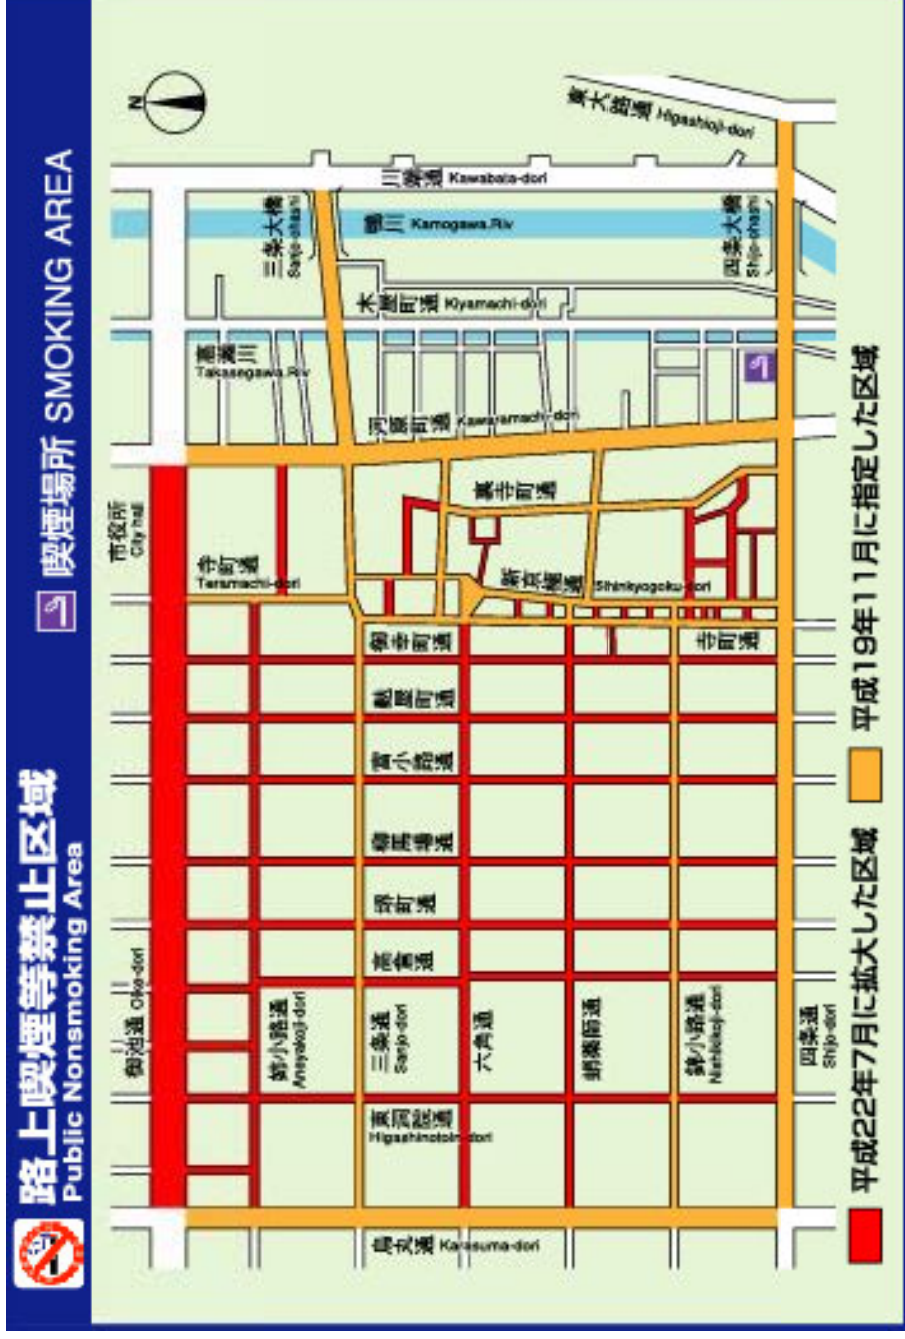 路上喫煙等禁止区域
Public Nonsmoking Area
喫煙場所 SMOKING AREA
N
御池通 Oike-dori
市役所
City hall
寺町通
Teramachi-dori
高瀬川
Takasegawa.Riv
三条大橋
Sanjo-ohashi
川端通 Kawabata-dori
鴨川 Kamogawa.Riv
木屋町通 Kiyamachi-dori
河原町通 Kawaramachi-dori
東大路通 Higashioji-dori
四条大橋
Shijo-ohashi
裏寺町通
新京極通 Sihinkyogoku-dori
寺町通
御幸町通
麩屋町通
富小路通
柳馬場通
堺町通
高倉通
姉小路通
Aneyakoji-dori
三条通
Sanjo-dori
六角通
蛸薬師通
錦小路通
Nishikikoji-dori
四条通
Shijo-dori
東洞院通
Higashinotoin-dori
烏丸通 Karasuma-dori
平成22年7月に拡大した区域
平成19年11月に指定した区域